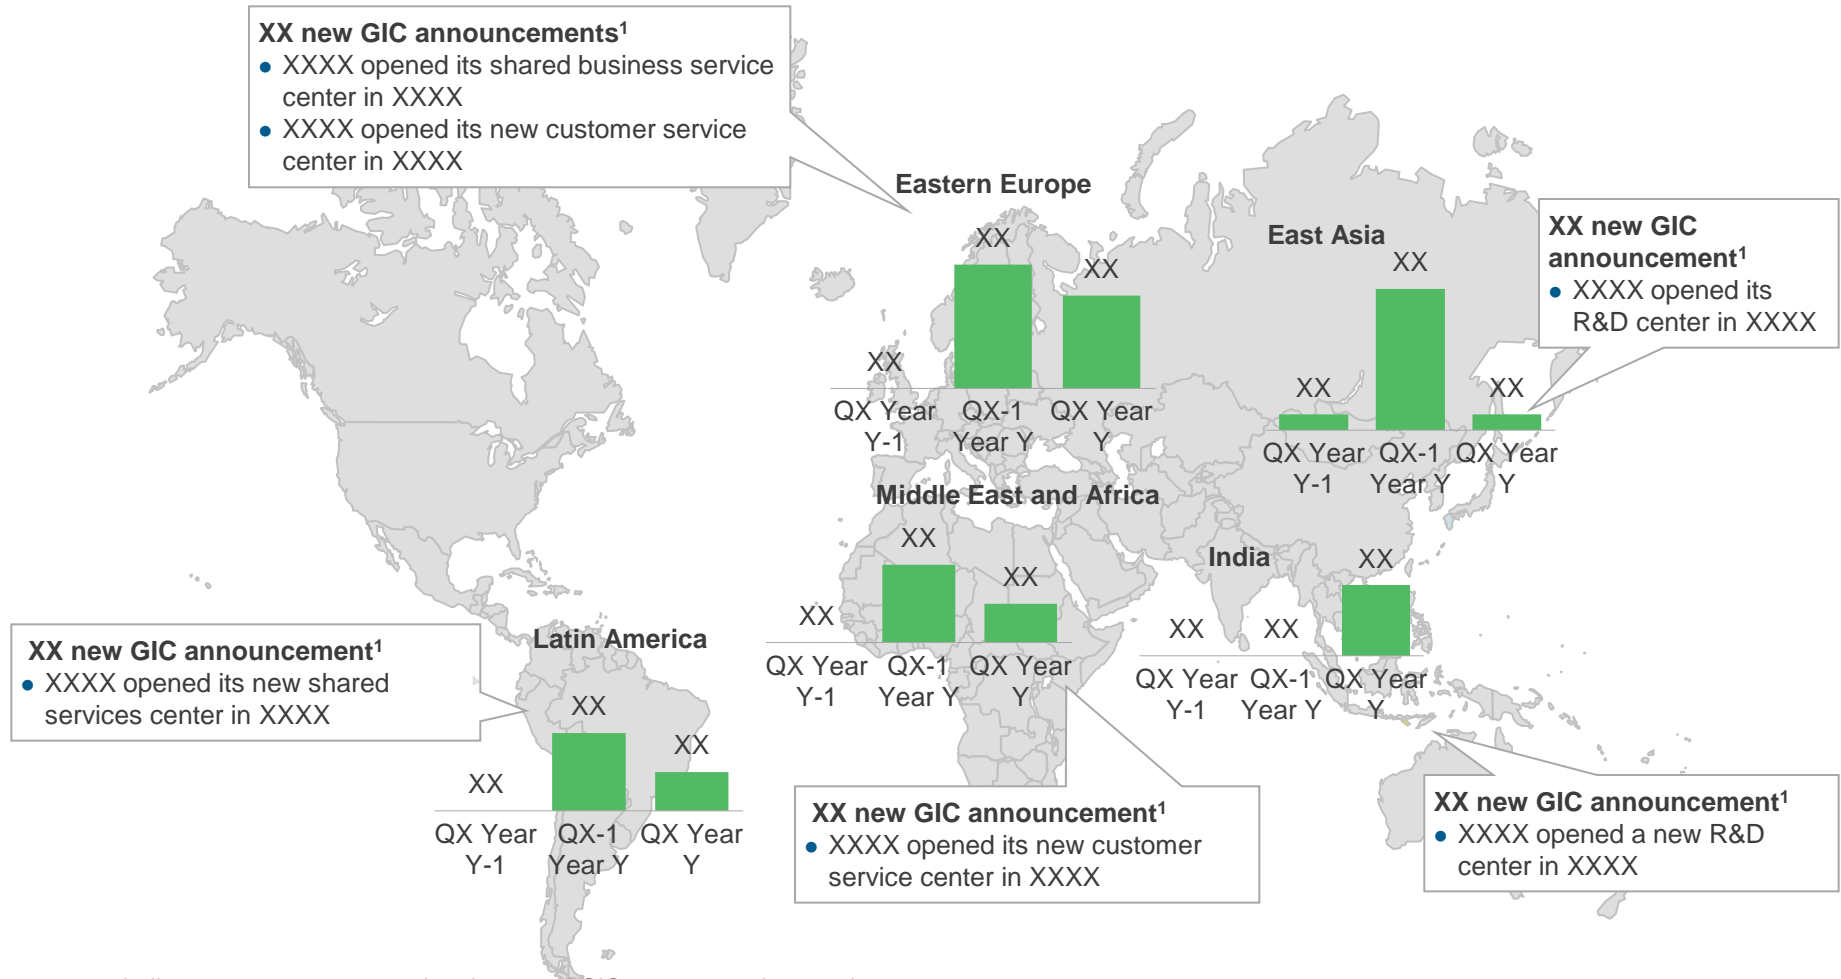 XX new GIC announcements¹
XXXX opened its shared business service
center in XXXX
XXXX opened its new customer service
center in XXXX
Eastern Europe
XX
XX
XX
QX Year
Y-1
QX-1
Year Y
QX Year
Y
East Asia
XX
XX
XX
QX Year
Y-1
QX-1
Year Y
QX Year
Y
XX new GIC
announcement¹
XXXX opened its
R&D center in XXXX
Middle East and Africa
XX
XX
XX
QX Year
Y-1
QX-1
Year Y
QX Year
Y
India
XX
XX
XX
QX Year
Y-1
QX-1
Year Y
QX Year
Y
XX new GIC announcement¹
XXXX opened its new shared
services center in XXXX
Latin America
XX
XX
XX
QX Year
Y-1
QX-1
Year Y
QX Year
Y
XX new GIC announcement¹
XXXX opened its new customer
service center in XXXX
XX new GIC announcement¹
XXXX opened a new R&D
center in XXXX